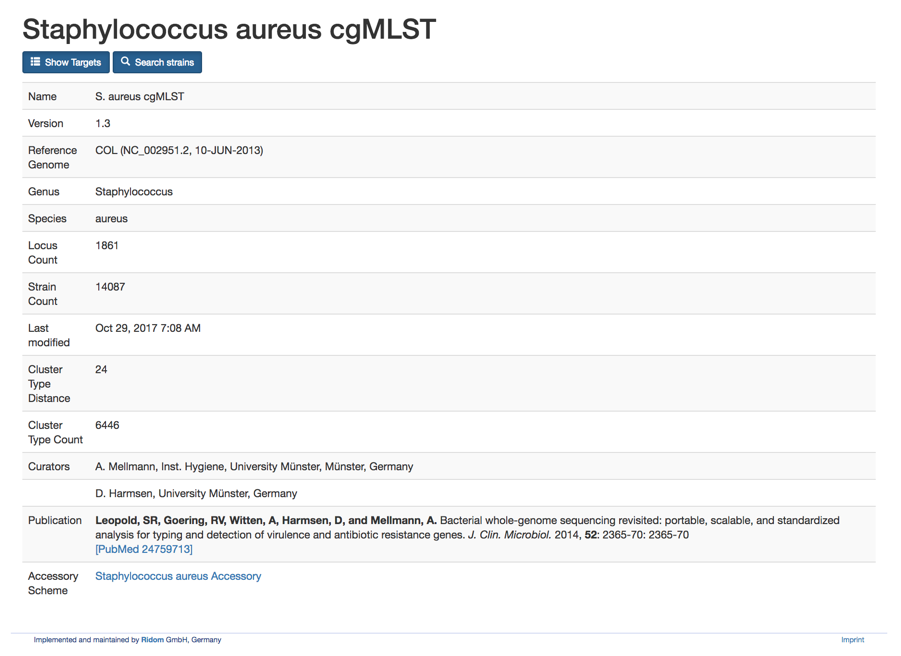 Staphylococcus aureus cgMLST
Show Targets Search strains
Name S. aureus cgMLST
Version 1.3
Reference COL (NC_002951.2, 10-JUN-2013)
Genome
Genus Staphylococcus
Species aureus
Locus 1861
Count
Strain 14087
Count
Last Oct 29, 2017 7:08 AM
modified
Cluster 24
Type
Distance
Cluster 6446
Type Count
Curators A. Mellmann, Inst. Hygiene, University Münster, Münster, Germany
D. Harmsen, University Münster, Germany
Publication Leopold, SR, Goering, RV, Witten, A, Harmsen, D, and Mellmann, A. Bacterial whole-genome sequencing revisited: portable, scalable, and standardized
analysis for typing and detection of virulence and antibiotic resistance genes. J. Clin. Microbiol. 2014, 52: 2365-70: 2365-70
[PubMed 24759713]
Accessory Staphylococcus aureus Accessory
Scheme
Implemented and maintained by Ridom GmbH, Germany Imprint